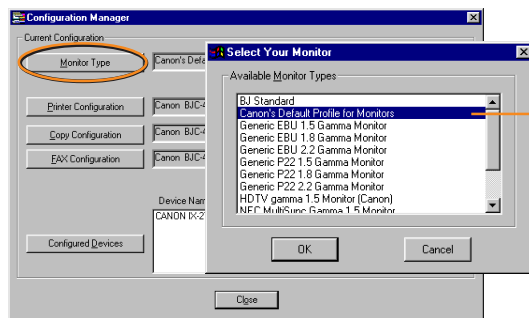 Configuration Manager
Current Configuration
Monitor Type
Canon's Defa
Printer Configuration
Canon BJC-4
Copy Configuration
Canon BJC-4
FAX Configuration
Canon BJC-4
Device Nam
CANON IX-2
Configured Devices
Close
Select Your Monitor
Available Monitor Types
BJ Standard
Canon's Default Profile for Monitors
Generic EBU 1.5 Gamma Monitor
Generic EBU 1.8 Gamma Monitor
Generic EBU 2.2 Gamma Monitor
Generic P22 1.5 Gamma Monitor
Generic P22 1.8 Gamma Monitor
Generic P22 2.2 Gamma Monitor
HDTV gamma 1.5 Monitor (Canon)
NEC MultiSync Gamma 1.5 Monitor
OK
Cancel